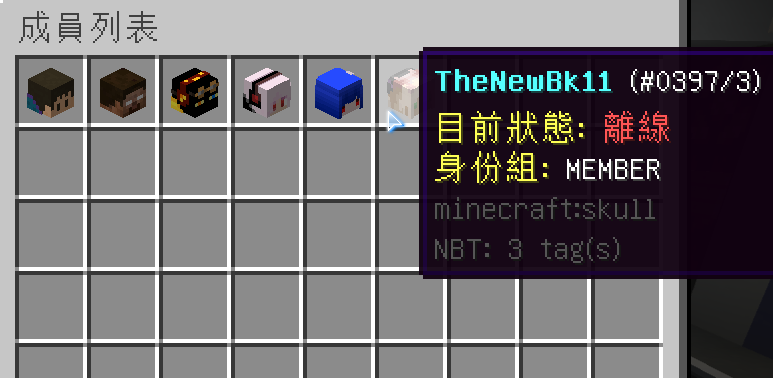 成員列表
TheNewBk11 (#0397/3)
目前狀態: 離線
身份組: MEMBER
minecraft:skull
NBT: 3 tag(s)